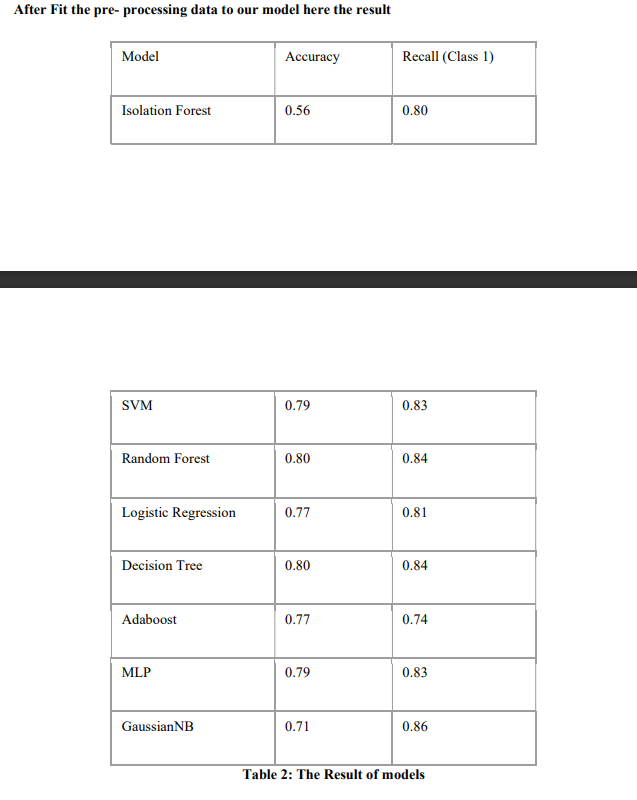 After Fit the pre- processing data to our model here the result
Model Accuracy Recall (Class 1)
Isolation Forest 0.56 0.80
SVM 0.79 0.83
Random Forest 0.80 0.84
Logistic Regression 0.77 0.81
Decision Tree 0.80 0.84
Adaboost 0.77 0.74
MLP 0.79 0.83
GaussianNB 0.71 0.86
Table 2: The Result of models